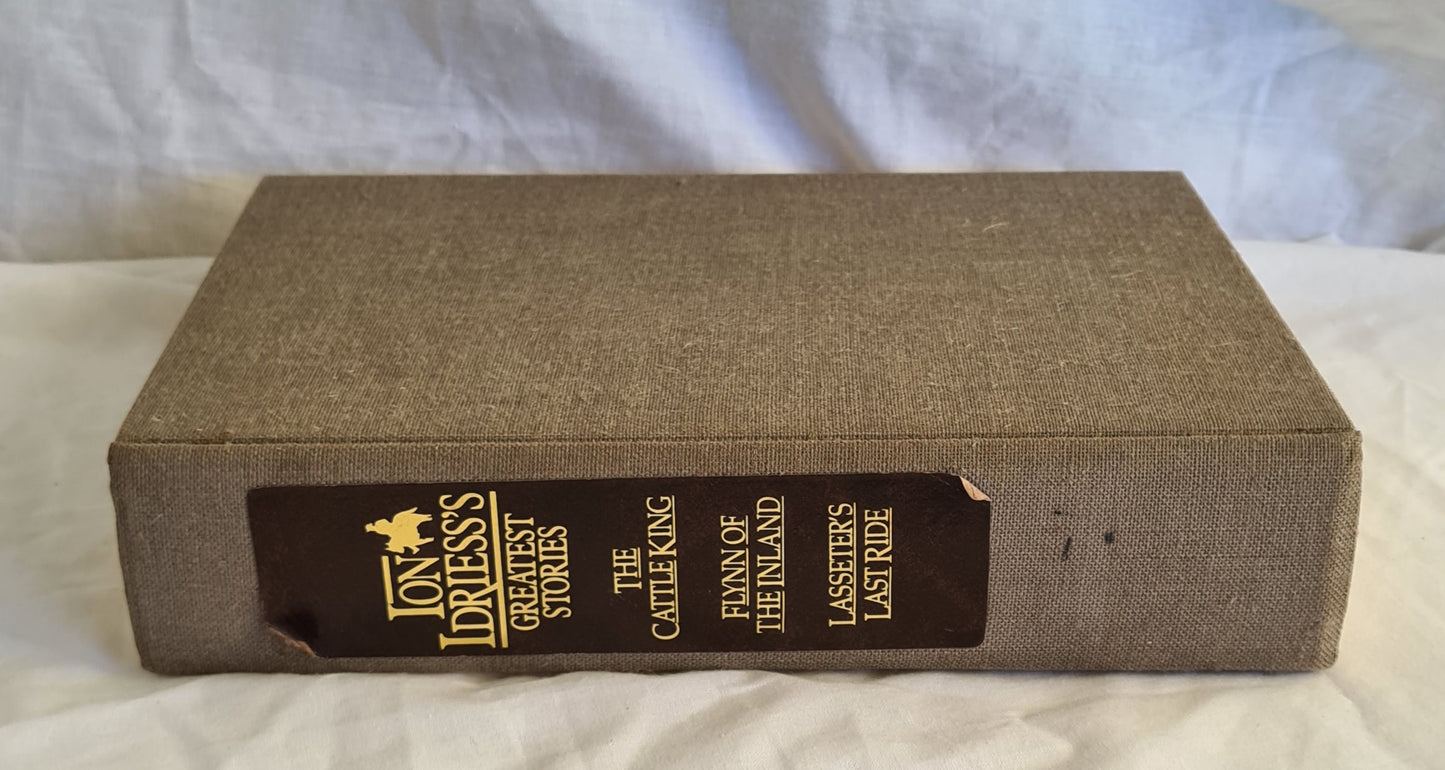 ION
IDRIESS'S
GREATEST
STORIES
THE
CATTLE KING
FLYNN OF
THE INLAND
LASSETER'S
LAST RIDE